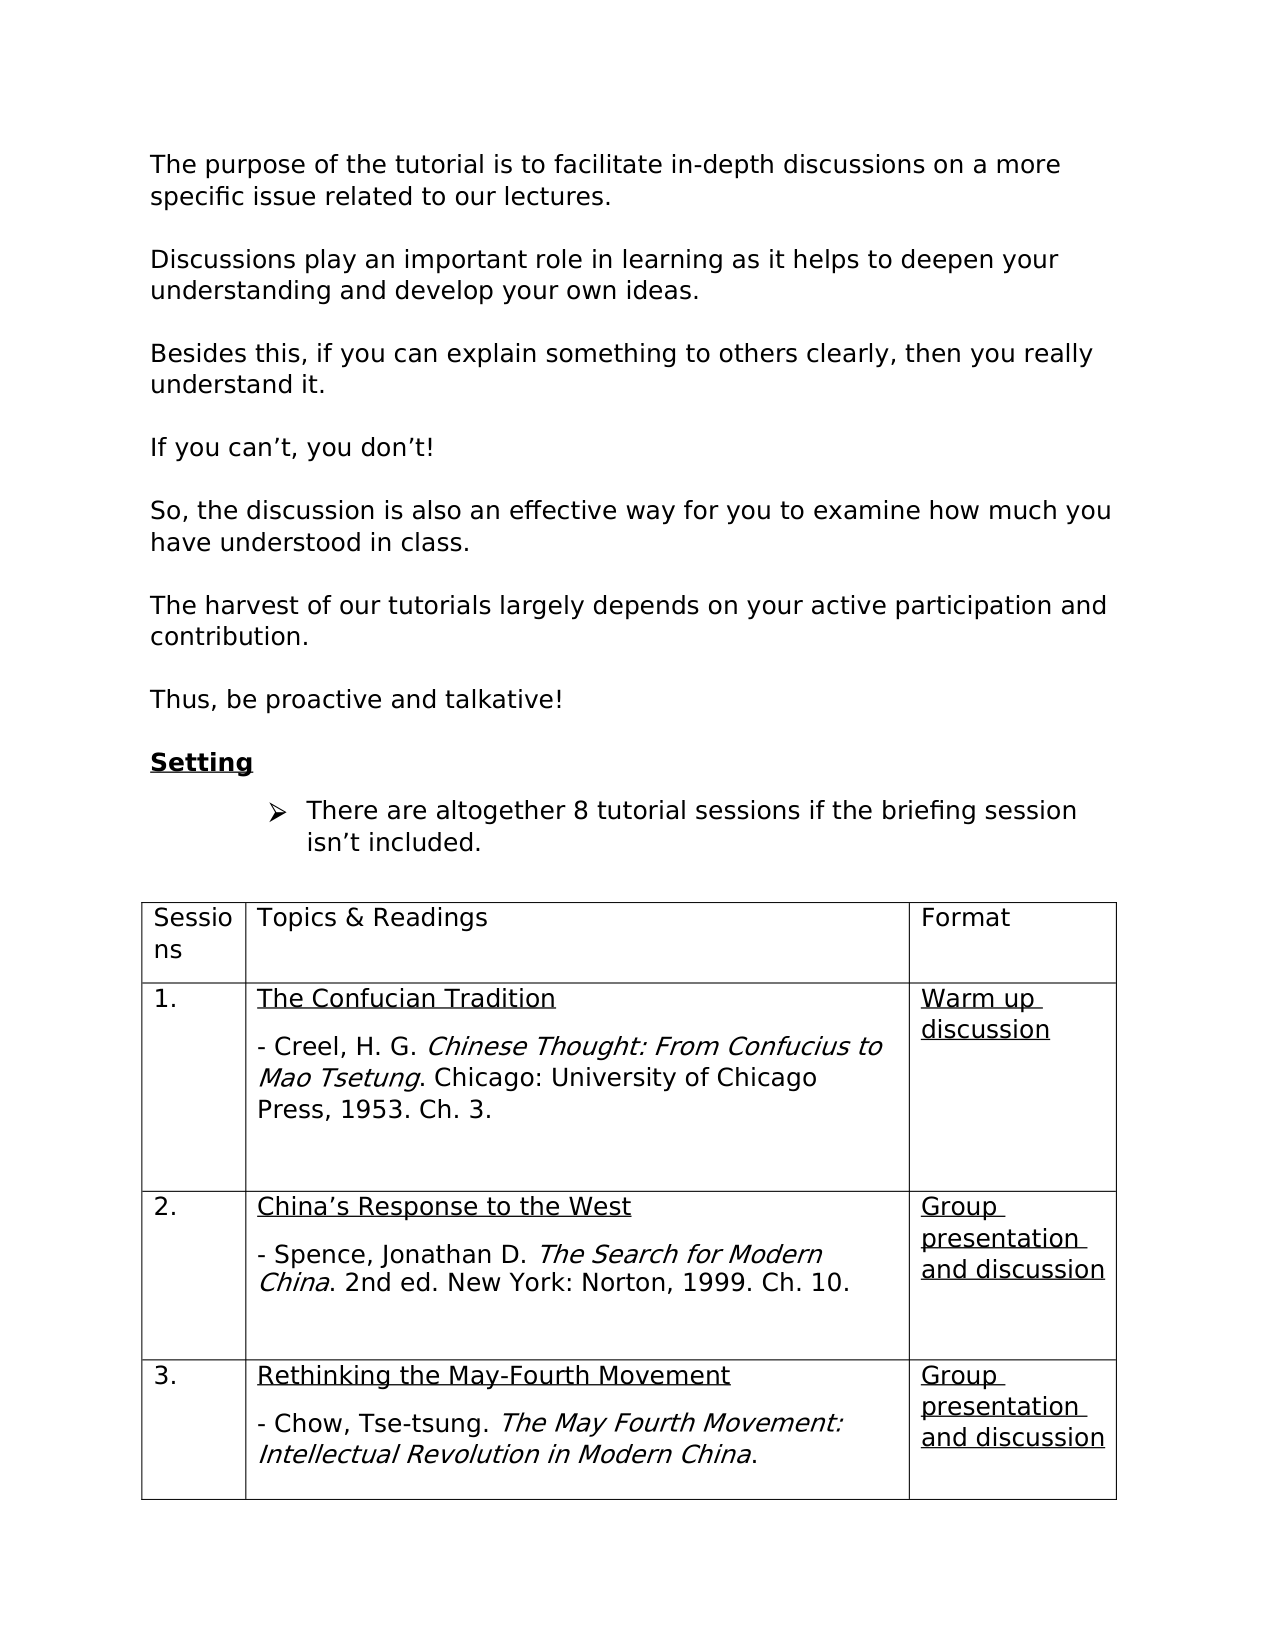 The purpose of the tutorial is to facilitate in-depth discussions on a more
specific issue related to our lectures.
Discussions play an important role in learning as it helps to deepen your
understanding and develop your own ideas.
Besides this, if you can explain something to others clearly, then you really
understand it.
If you can’t, you don’t!
So, the discussion is also an effective way for you to examine how much you
have understood in class.
The harvest of our tutorials largely depends on your active participation and
contribution.
Thus, be proactive and talkative!
Setting
➢ There are altogether 8 tutorial sessions if the briefing session
isn’t included.
Sessio
ns
Topics & Readings
Format
1.
The Confucian Tradition
- Creel, H. G. Chinese Thought: From Confucius to
Mao Tsetung. Chicago: University of Chicago
Press, 1953. Ch. 3.
Warm up
discussion
2.
China’s Response to the West
- Spence, Jonathan D. The Search for Modern
China. 2nd ed. New York: Norton, 1999. Ch. 10.
Group
presentation
and discussion
3.
Rethinking the May-Fourth Movement
- Chow, Tse-tsung. The May Fourth Movement:
Intellectual Revolution in Modern China.
Group
presentation
and discussion